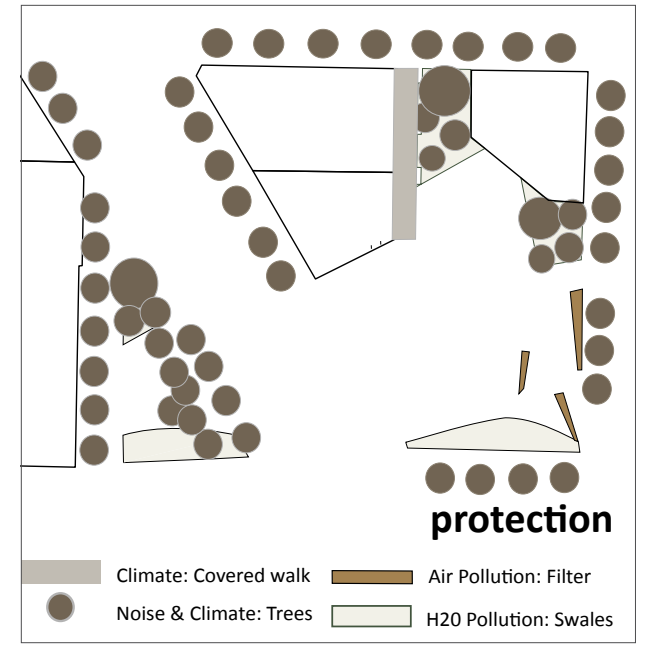 protection
Climate: Covered walk
Air Pollution: Filter
Noise & Climate: Trees
H20 Pollution: Swales